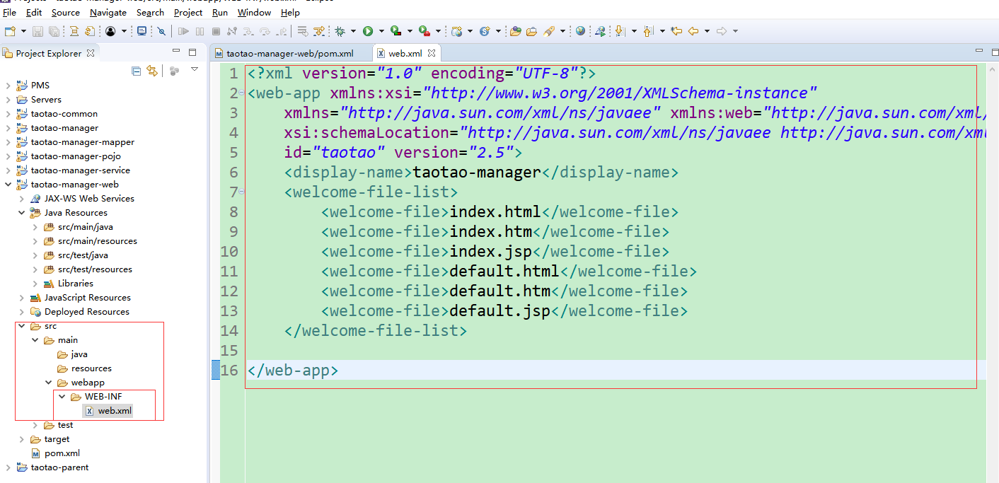 File Edit Source Navigate Search Project Run Window Help
Project Explorer
PMS
Servers
taotao-common
taotao-manager
taotao-manager-mapper
taotao-manager-pojo
taotao-manager-service
taotao-manager-web
JAX-WS Web Services
Java Resources
src/main/java
src/main/resources
src/test/java
src/test/resources
Libraries
JavaScript Resources
Deployed Resources
src
main
java
resources
webapp
WEB-INF
web.xml
test
target
pom.xml
taotao-parent
taotao-manager-web/pom.xml web.xml
1 <?xml version="1.0" encoding="UTF-8"?>
2 <web-app xmlns:xsi="http://www.w3.org/2001/XMLSchema-instance"
3 xmlns="http://java.sun.com/xml/ns/javaee" xmlns:web="http://java.sun.com/xml/
4 xsi:schemaLocation="http://java.sun.com/xml/ns/javaee http://java.sun.com/xml
5 id="taotao" version="2.5">
6 <display-name>taotao-manager</display-name>
7 <welcome-file-list>
8 <welcome-file>index.html</welcome-file>
9 <welcome-file>index.htm</welcome-file>
10 <welcome-file>index.jsp</welcome-file>
11 <welcome-file>default.html</welcome-file>
12 <welcome-file>default.htm</welcome-file>
13 <welcome-file>default.jsp</welcome-file>
14 </welcome-file-list>
15
16 </web-app>